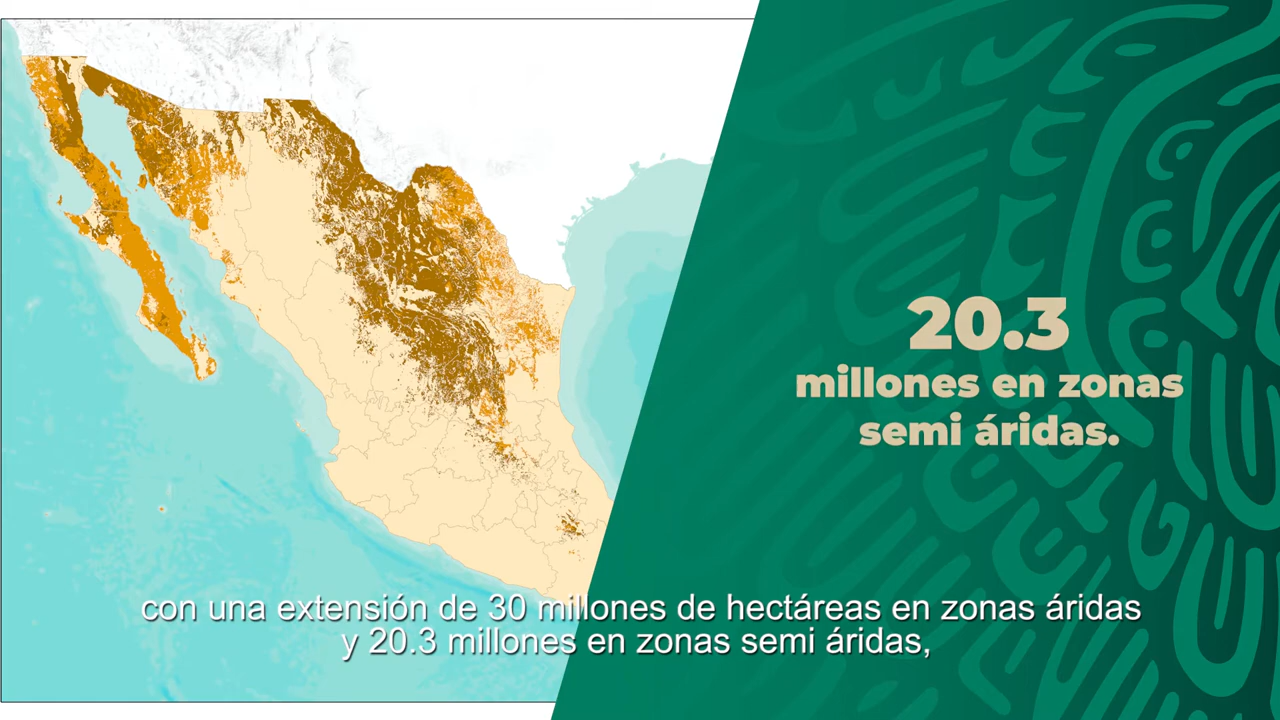 20.3
millones en zonas
semi áridas.
con una extensión de 30 millones de hectáreas en zonas áridas
y 20.3 millones en zonas semi áridas,